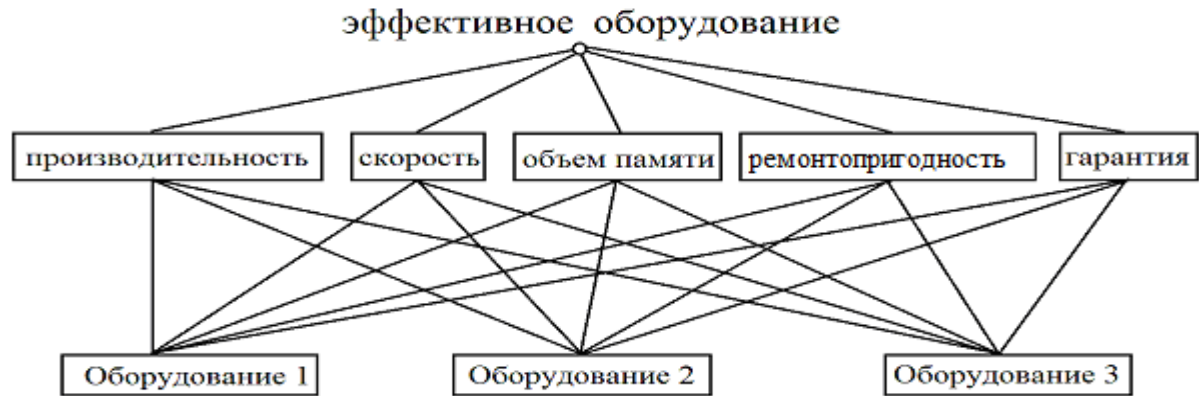 эффективное оборудование
производительность
скорость
объем памяти
ремонтопригодность
гарантия
Оборудование 1
Оборудование 2
Оборудование 3